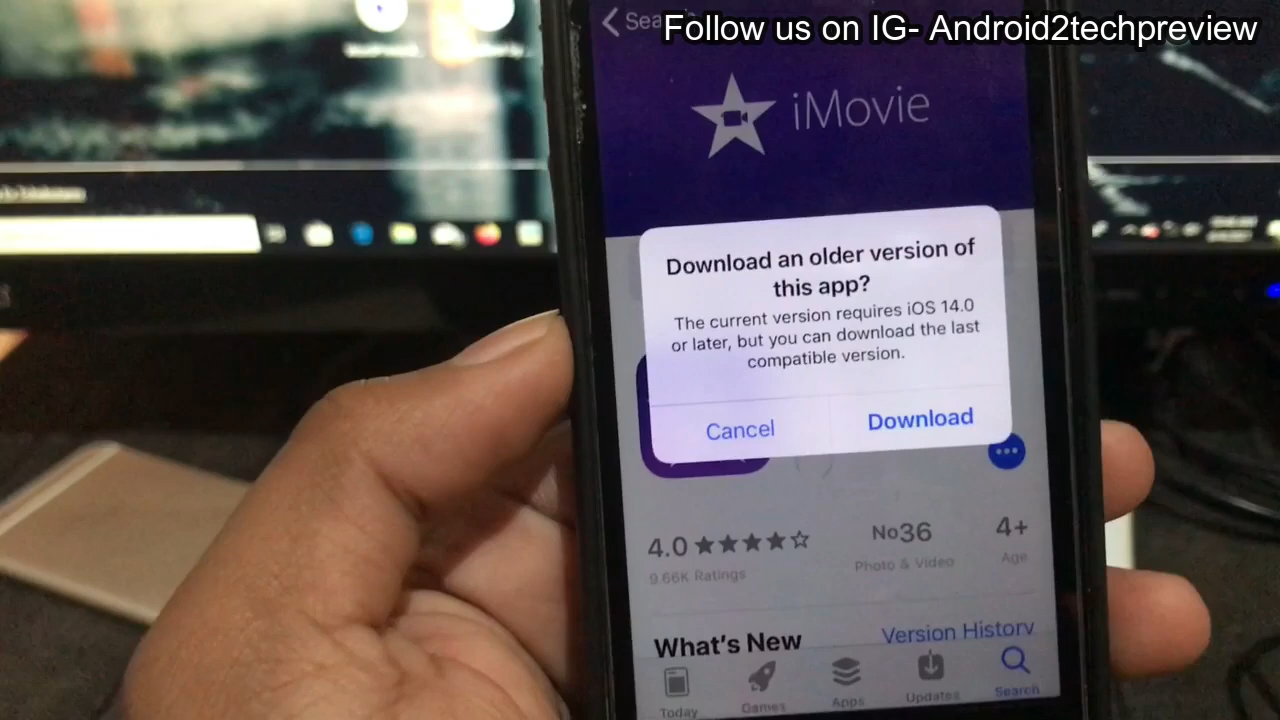 Follow us on IG- Android2techpreview
iMovie
Download an older version of
this app?
The current version requires iOS 14.0
or later, but you can download the last
compatible version.
Cancel
Download
4.0
No36
4+
9.66K Ratings
Photo & Video
Age
What's New
Version History
Today
Games
Apps
Updates
Search